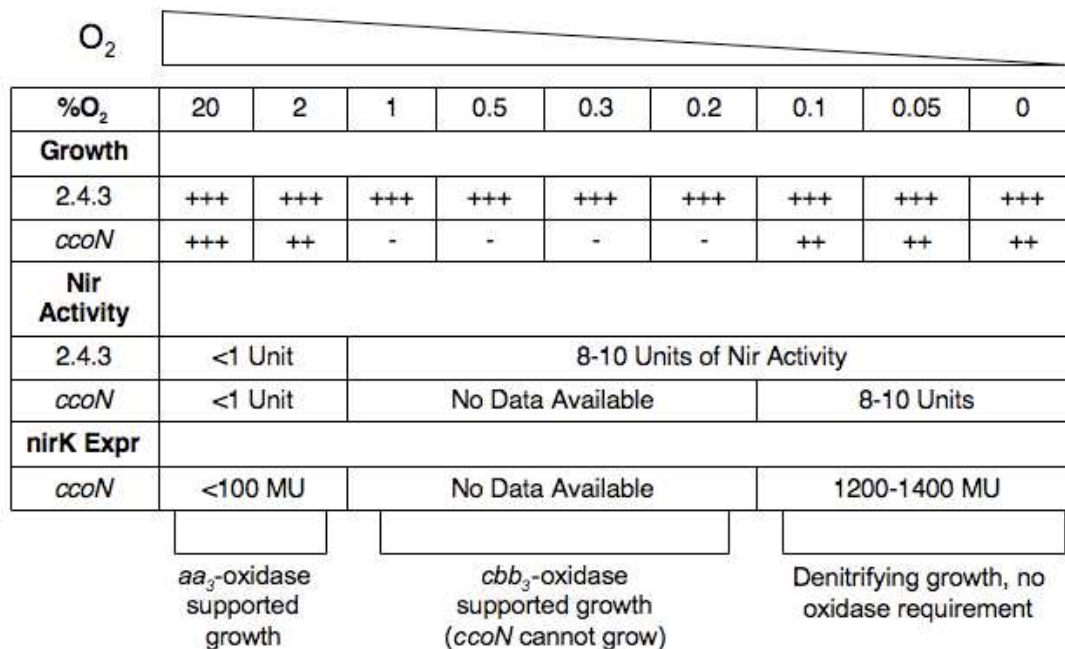 O₂
%O₂ 20 2 1 0.5 0.3 0.2 0.1 0.05 0
Growth
2.4.3 +++ +++ +++ +++ +++ +++ +++ +++ +++
ccoN +++ ++ - - - - ++ ++ ++
Nir
Activity
2.4.3 <1 Unit 8-10 Units of Nir Activity
ccoN <1 Unit No Data Available 8-10 Units
nirK Expr
ccoN <100 MU No Data Available 1200-1400 MU
aa₃-oxidase
supported
growth
cbb₃-oxidase
supported growth
(ccoN cannot grow)
Denitrifying growth, no
oxidase requirement